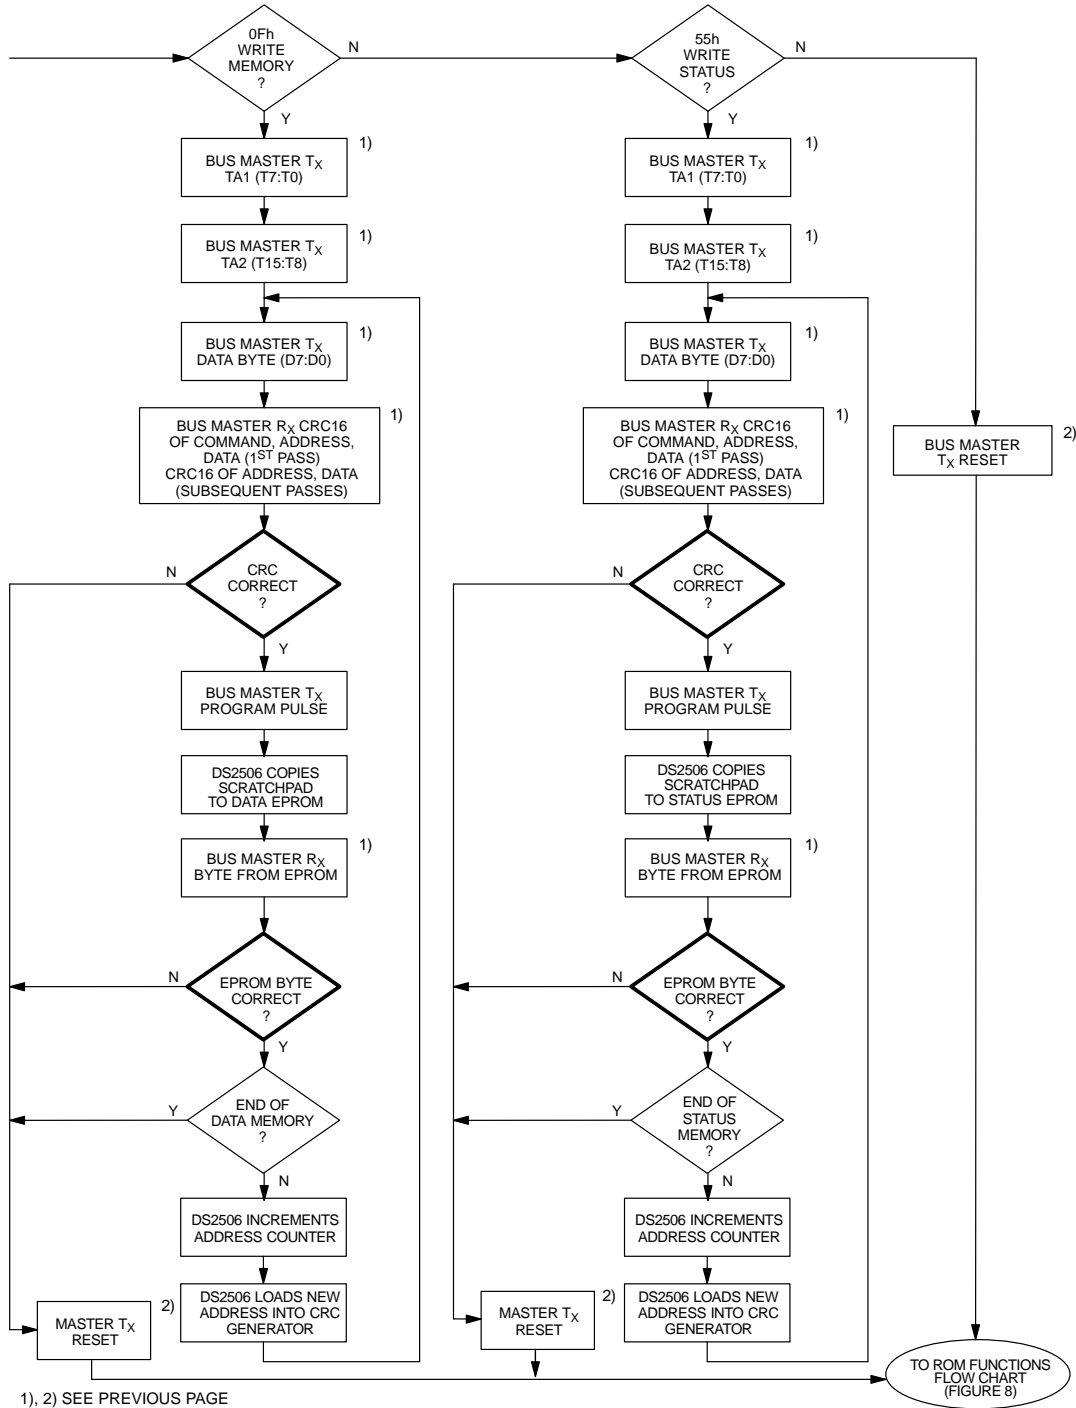 0Fh
WRITE
MEMORY
?
N
Y
1)
BUS MASTER TX
TA1 (T7:T0)
1)
BUS MASTER TX
TA2 (T15:T8)
1)
BUS MASTER TX
DATA BYTE (D7:D0)
1)
BUS MASTER RX CRC16
OF COMMAND, ADDRESS,
DATA (1ST PASS)
CRC16 OF ADDRESS, DATA
(SUBSEQUENT PASSES)
CRC
CORRECT
?
N
Y
BUS MASTER TX
PROGRAM PULSE
DS2506 COPIES
SCRATCHPAD
TO DATA EPROM
1)
BUS MASTER RX
BYTE FROM EPROM
N
EPROM BYTE
CORRECT
?
Y
Y
END OF
DATA MEMORY
?
N
DS2506 INCREMENTS
ADDRESS COUNTER
DS2506 LOADS NEW
ADDRESS INTO CRC
GENERATOR
2)
MASTER TX
RESET
55h
WRITE
STATUS
?
N
Y
1)
BUS MASTER TX
TA1 (T7:T0)
1)
BUS MASTER TX
TA2 (T15:T8)
1)
BUS MASTER TX
DATA BYTE (D7:D0)
1)
BUS MASTER RX CRC16
OF COMMAND, ADDRESS,
DATA (1ST PASS)
CRC16 OF ADDRESS, DATA
(SUBSEQUENT PASSES)
CRC
CORRECT
?
N
Y
BUS MASTER TX
PROGRAM PULSE
DS2506 COPIES
SCRATCHPAD
TO STATUS EPROM
1)
BUS MASTER RX
BYTE FROM EPROM
N
EPROM BYTE
CORRECT
?
Y
Y
END OF
STATUS
MEMORY
?
N
DS2506 INCREMENTS
ADDRESS COUNTER
DS2506 LOADS NEW
ADDRESS INTO CRC
GENERATOR
2)
MASTER TX
RESET
2)
BUS MASTER
TX RESET
TO ROM FUNCTIONS
FLOW CHART
(FIGURE 8)
1), 2) SEE PREVIOUS PAGE